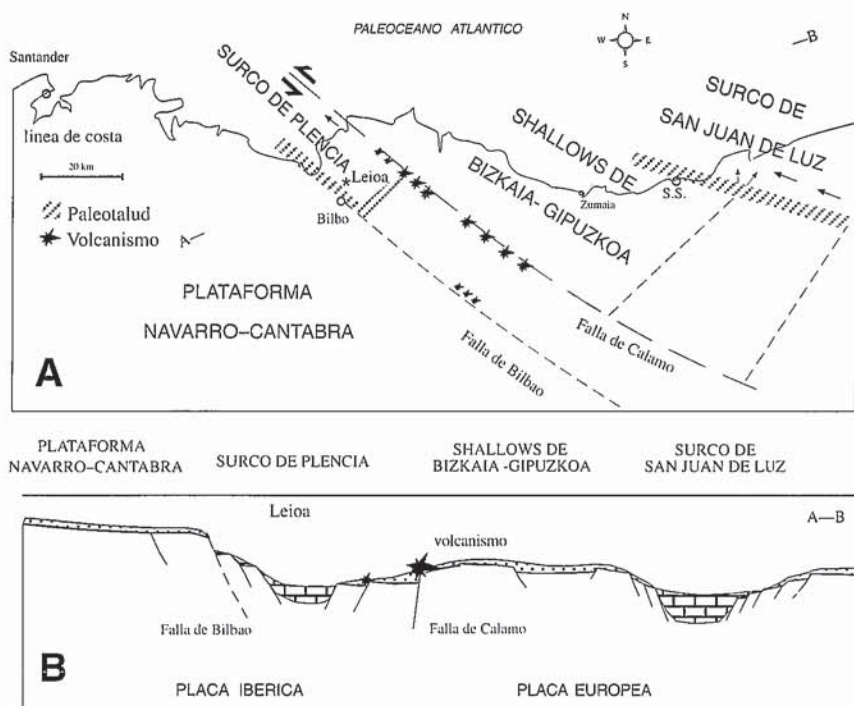 PALEOCEANO ATLANTICO
N
W E
S
B
Santander
línea de costa
20 km
Paleotalud
Volcanismo
A
SURCO DE PLENCIA
Leioa
Bilbo
SHALLOWS DE
BIZKAIA- GIPUZKOA
Zumaia
S.S.
SURCO DE
SAN JUAN DE LUZ
PLATAFORMA
NAVARRO–CANTABRA
Falla de Bilbao
Falla de Calamo
A
PLATAFORMA
NAVARRO–CANTABRA
SURCO DE PLENCIA
SHALLOWS DE
BIZKAIA -GIPUZKOA
SURCO DE
SAN JUAN DE LUZ
Leioa
A—B
volcanismo
Falla de Bilbao
Falla de Calamo
B
PLACA IBERICA
PLACA EUROPEA